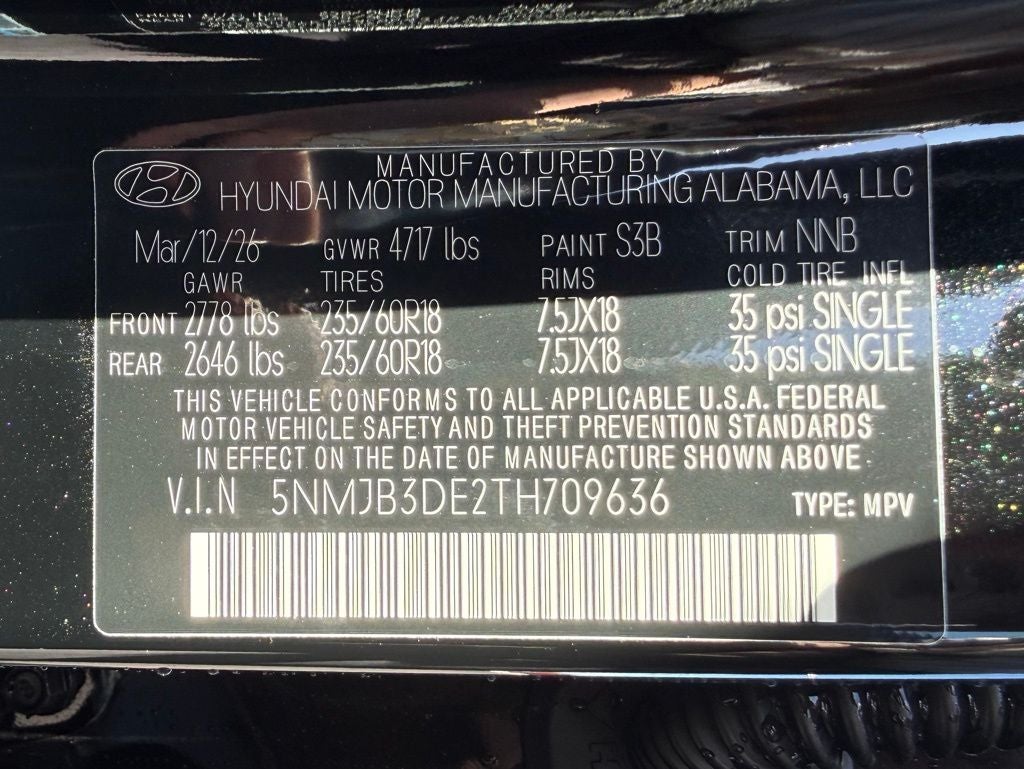 MANUFACTURED BY
HYUNDAI MOTOR MANUFACTURING ALABAMA, LLC
Mar/12/26 GVWR 4717 lbs PAINT S3B TRIM NNB
GAWR TIRES RIMS COLD TIRE INFL
FRONT 2778 lbs 235/60R18 7.5JX18 35 psi SINGLE
REAR 2646 lbs 235/60R18 7.5JX18 35 psi SINGLE
THIS VEHICLE CONFORMS TO ALL APPLICABLE U.S.A. FEDERAL
MOTOR VEHICLE SAFETY AND THEFT PREVENTION STANDARDS
IN EFFECT ON THE DATE OF MANUFACTURE SHOWN ABOVE
V.I.N 5NMJB3DE2TH709636 TYPE: MPV